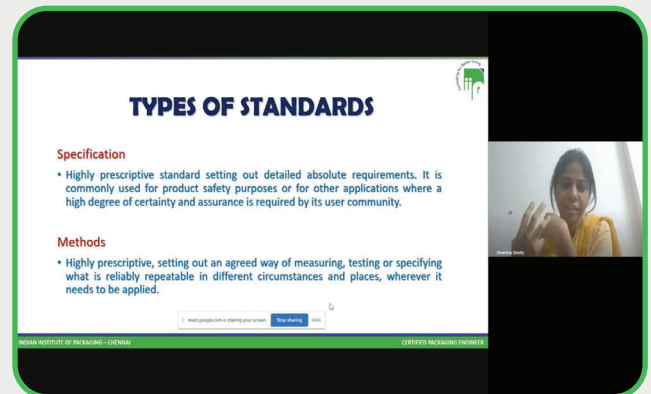 TYPES OF STANDARDS
Specification
• Highly prescriptive standard setting out detailed absolute requirements. It is
commonly used for product safety purposes or for other applications where a
high degree of certainty and assurance is required by its user community.
Methods
• Highly prescriptive, setting out an agreed way of measuring, testing or specifying
what is reliably repeatable in different circumstances and places, wherever it
needs to be applied.
meet.google.com is sharing your screen. Stop sharing Hide
INDIAN INSTITUTE OF PACKAGING – CHENNAI CERTIFIED PACKAGING ENGINEER